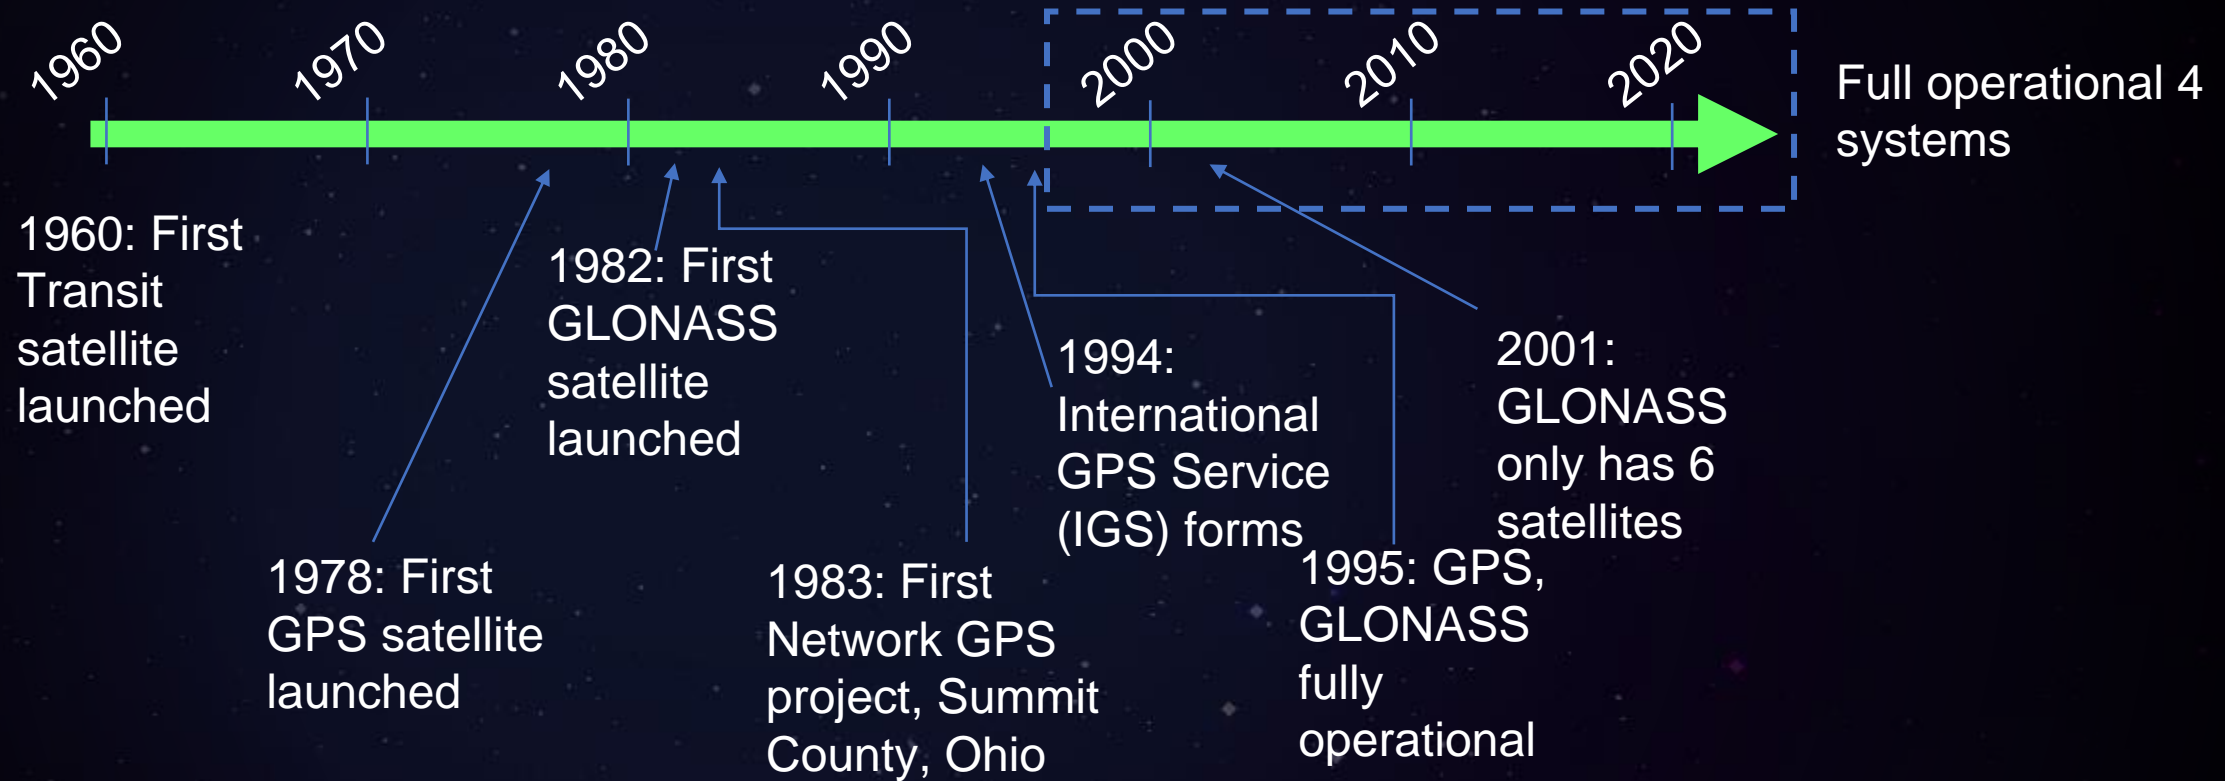 1960
1970
1980
1990
2000
2010
2020
Full operational 4
systems
1960: First
Transit
satellite
launched
1978: First
GPS satellite
launched
1982: First
GLONASS
satellite
launched
1983: First
Network GPS
project, Summit
County, Ohio
1994:
International
GPS Service
(IGS) forms
1995: GPS,
GLONASS
fully
operational
2001:
GLONASS
only has 6
satellites